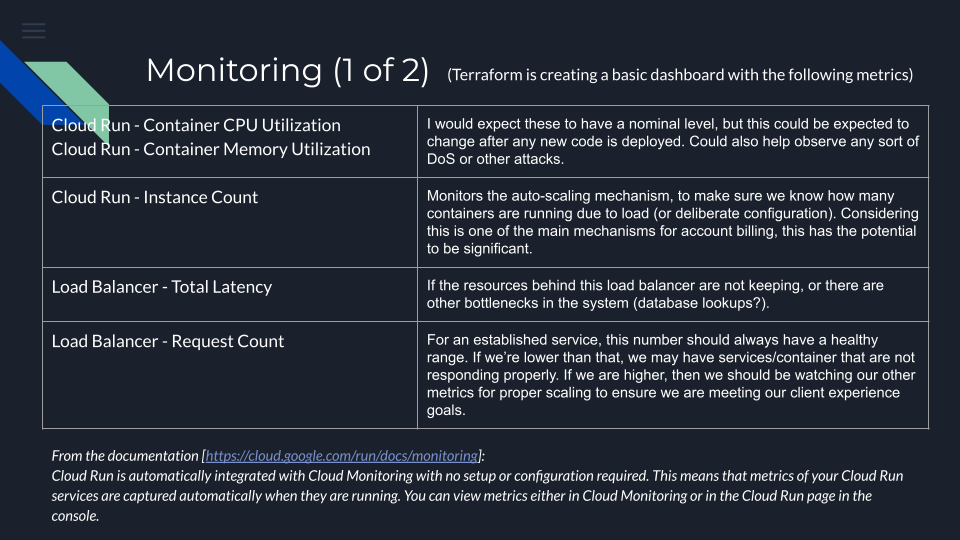 Monitoring (1 of 2) (Terraform is creating a basic dashboard with the following metrics)
Cloud Run - Container CPU Utilization
Cloud Run - Container Memory Utilization
I would expect these to have a nominal level, but this could be expected to
change after any new code is deployed. Could also help observe any sort of
DoS or other attacks.
Cloud Run - Instance Count
Monitors the auto-scaling mechanism, to make sure we know how many
containers are running due to load (or deliberate configuration). Considering
this is one of the main mechanisms for account billing, this has the potential
to be significant.
Load Balancer - Total Latency
If the resources behind this load balancer are not keeping, or there are
other bottlenecks in the system (database lookups?).
Load Balancer - Request Count
For an established service, this number should always have a healthy
range. If we’re lower than that, we may have services/container that are not
responding properly. If we are higher, then we should be watching our other
metrics for proper scaling to ensure we are meeting our client experience
goals.
From the documentation [https://cloud.google.com/run/docs/monitoring]:
Cloud Run is automatically integrated with Cloud Monitoring with no setup or configuration required. This means that metrics of your Cloud Run
services are captured automatically when they are running. You can view metrics either in Cloud Monitoring or in the Cloud Run page in the
console.